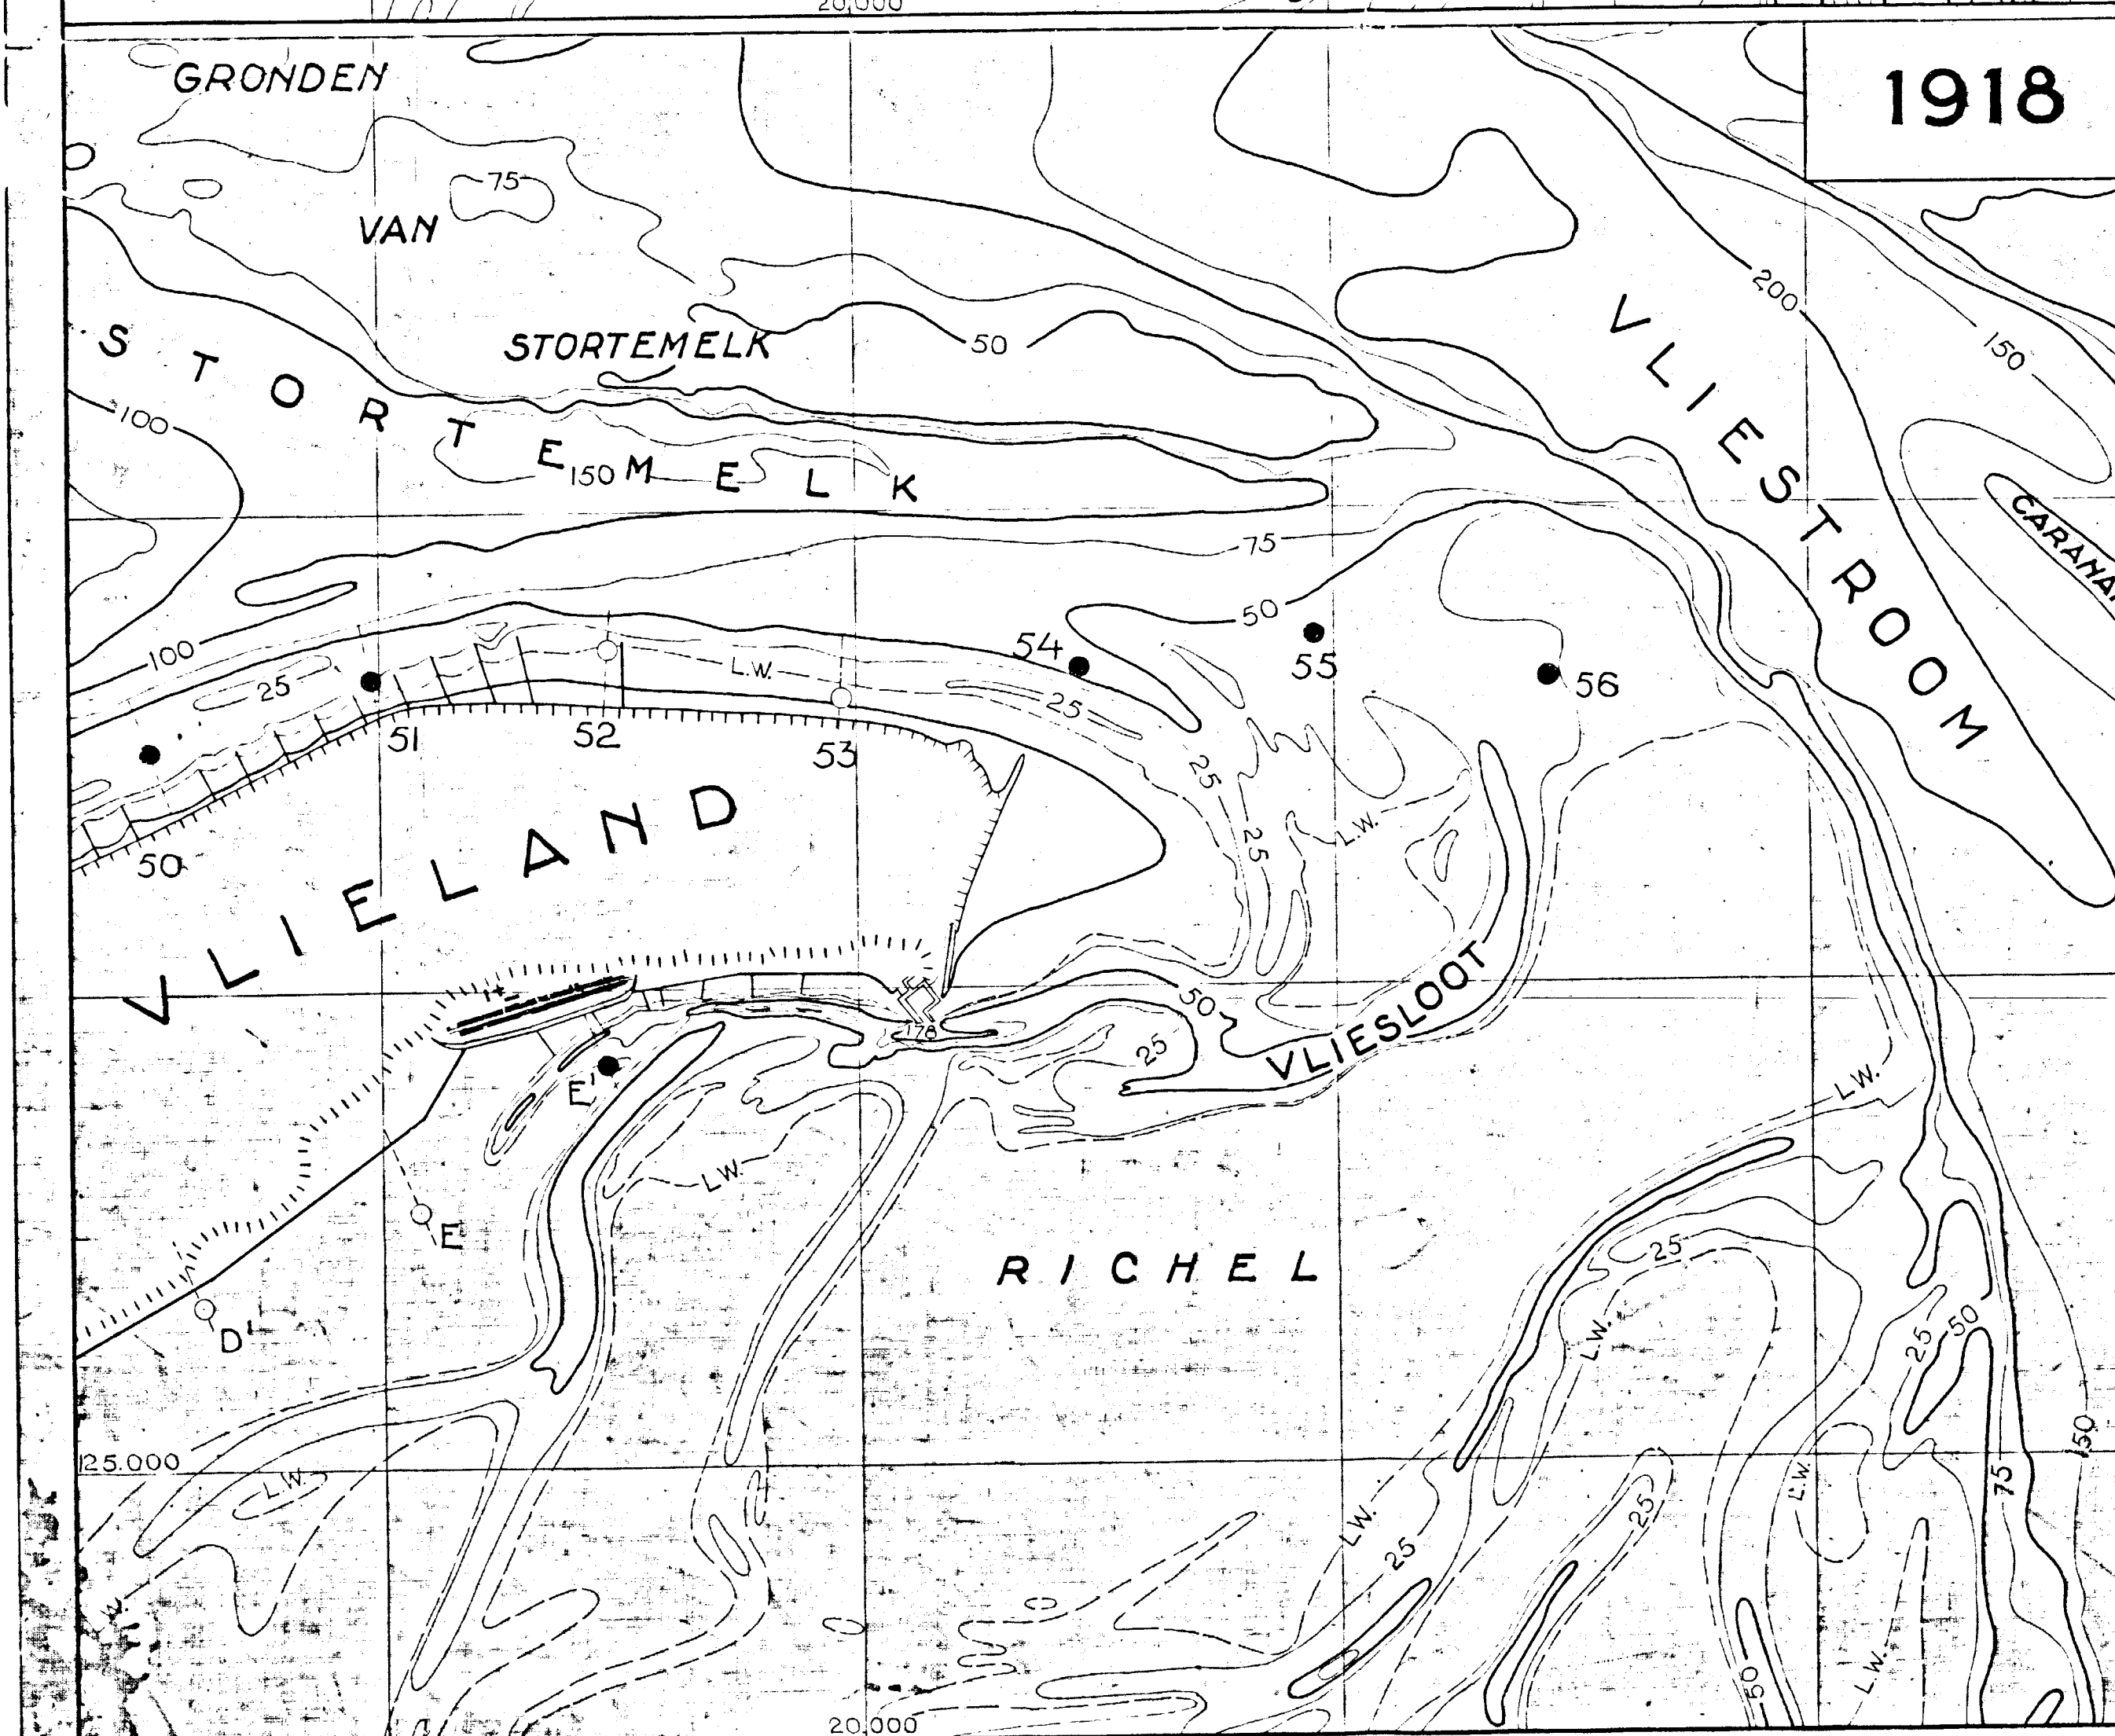 20,000
GRONDEN
1918
75
VAN
200
VLIESTROOM
150
STORTEMELK
50
STORTEMELK
100
150
75
50
100
54
55
56
L.W.
25
25
51
52
53
25
25
L.W.
50
VLIELAND
50
VLIESLOOT
178
25
E'
L.W.
L.W.
E
RICHEL
25
D'
L.W.
25
50
125.000
L.W.
150
75
L.W.
L.W.
25
25
50
L.W.
20,000